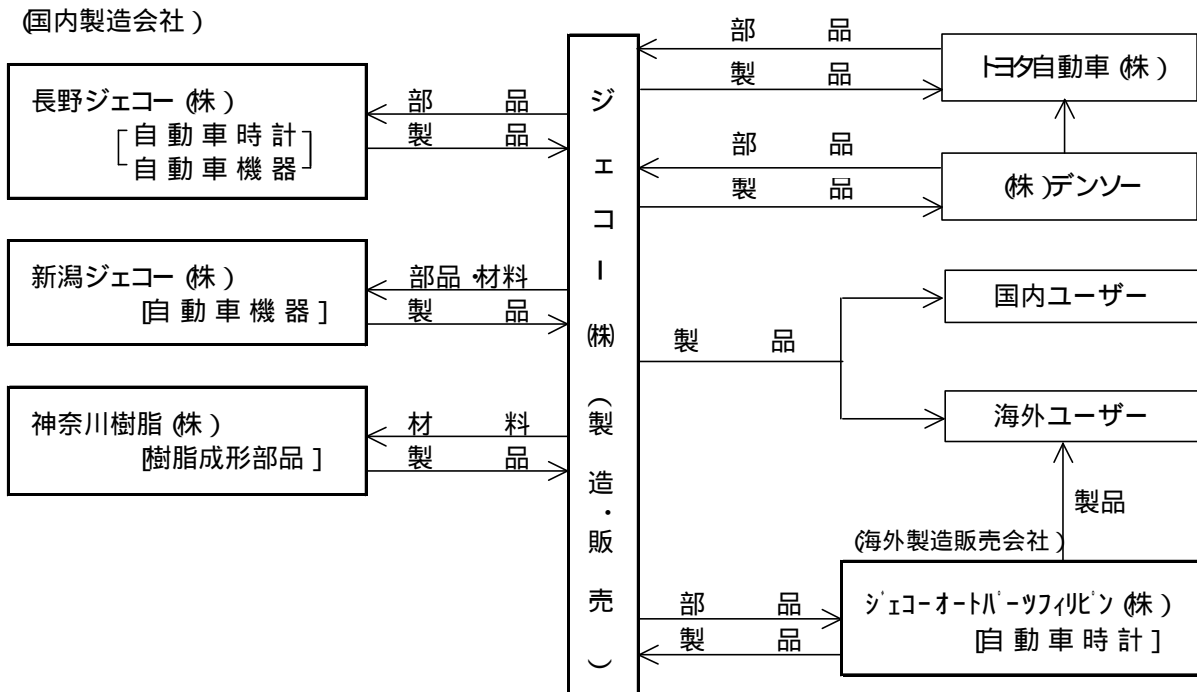 (国内製造会社)
長野ジェコー(株)
[自動車時計
自動車機器]
部 品
製 品
新潟ジェコー(株)
[自動車機器]
部品・材料
製 品
神奈川樹脂(株)
[樹脂成形部品]
材 料
製 品
ジェコー(株)(製造・販売)
部 品
製 品
トヨタ自動車(株)
部 品
製 品
(株)デンソー
製 品
国内ユーザー
海外ユーザー
製品
(海外製造販売会社)
部 品
製 品
ジェコーオートパーツフィリピン(株)
[自動車時計]